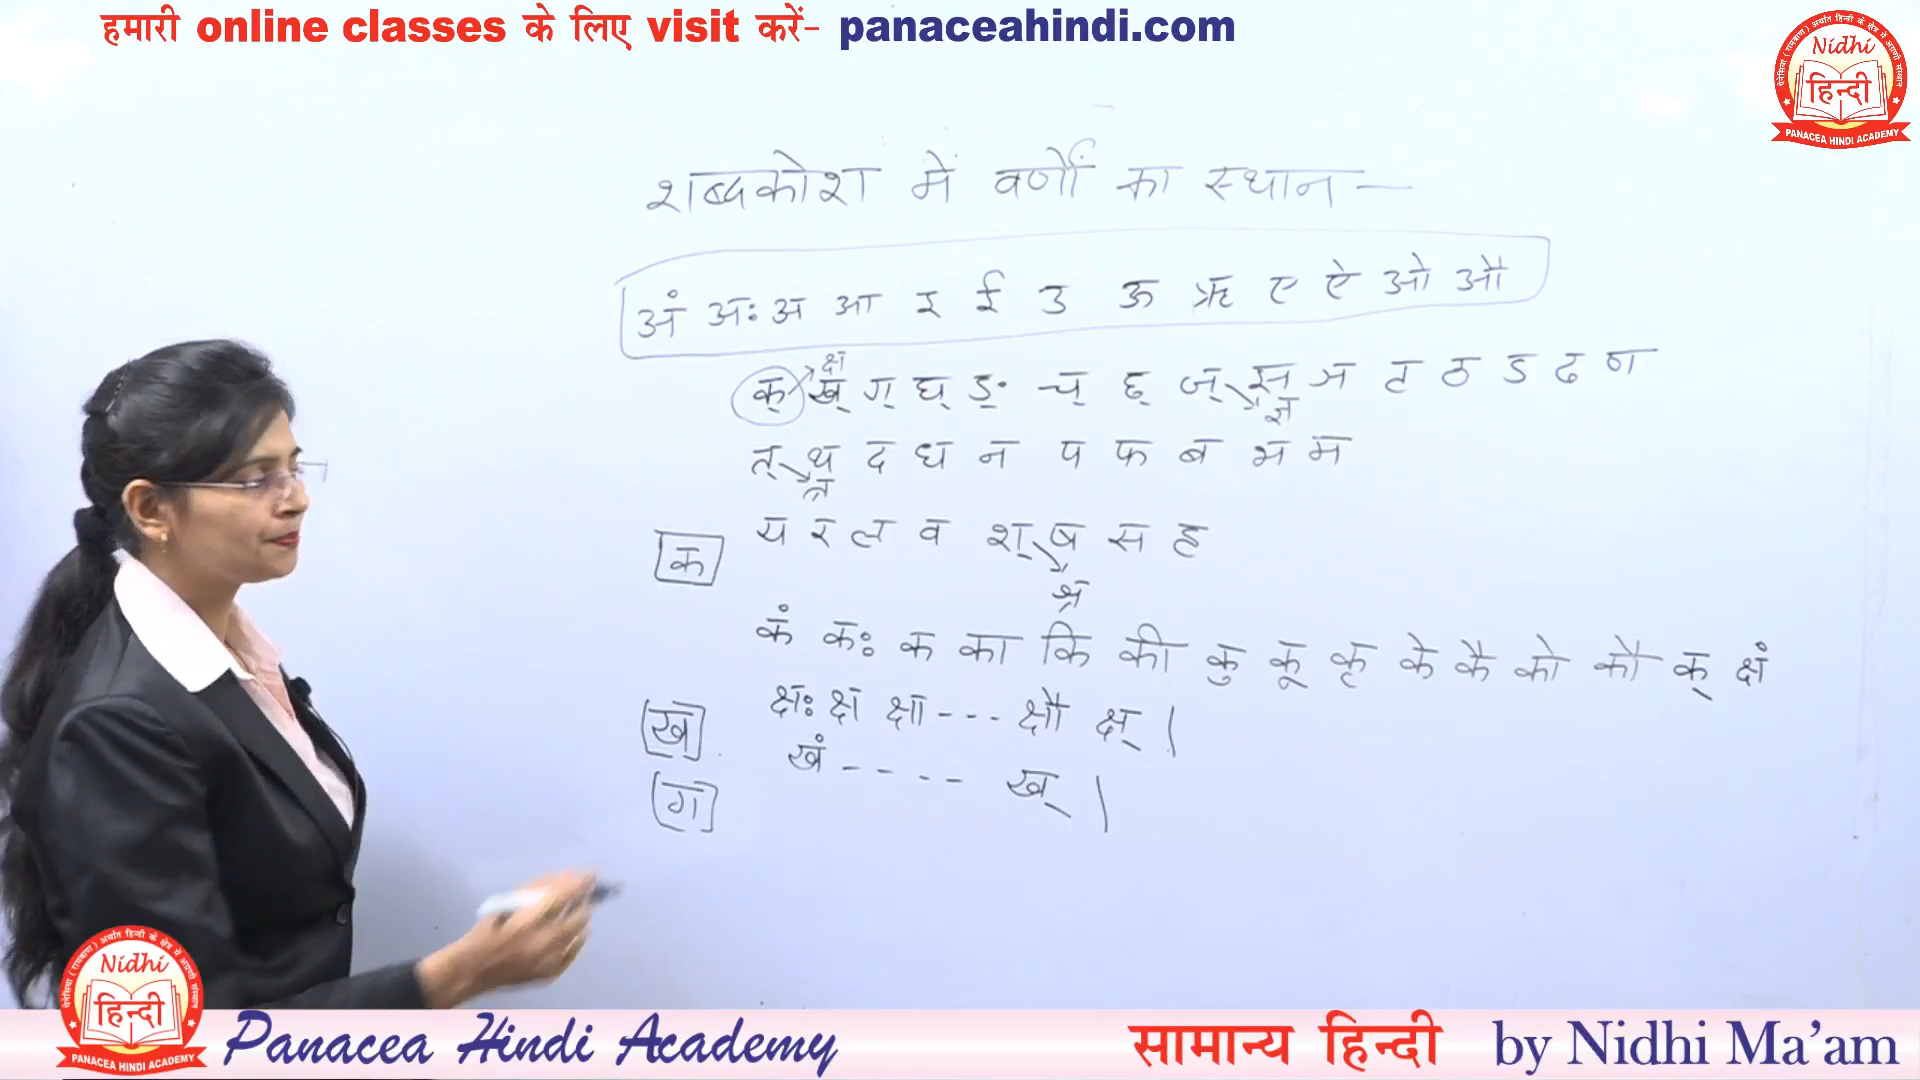 हमारी online classes के लिए visit करें- panaceahindi.com
Nidhi
हिन्दी
PANACEA HINDI ACADEMY
शब्दकोश में वर्णों का स्थान —
अं अः अ आ इ ई उ ऊ ऋ ए ऐ ओ औ
क्ष
क् ख् ग् घ् ङ् च् छ् ज् झ ञ ट ठ ड ढ ण
ज्ञ
त् थ द ध न प फ ब भ म
त्र
य र ल व श् ष स ह
श्र
क
कं कः क का कि की कु कू कृ के कै को कौ क् क्षं
ख क्षः क्ष क्षा --- क्षौ क्ष् |
खं ---- ख् |
ग
Nidhi
हिन्दी
PANACEA HINDI ACADEMY
Panacea Hindi Academy सामान्य हिन्दी by Nidhi Ma'am